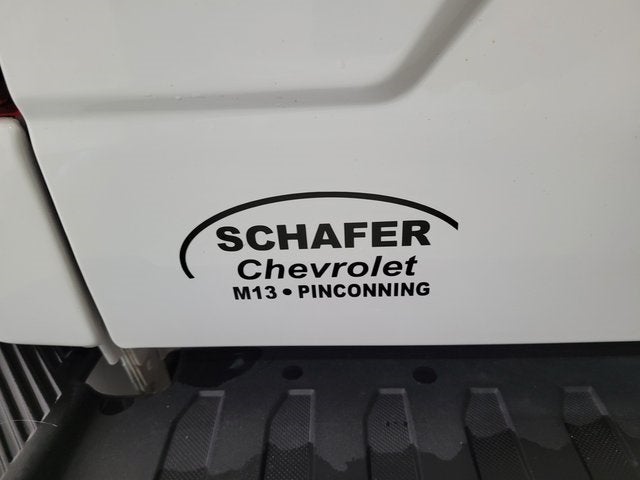 SCHAFER
Chevrolet
M13 • PINCONNING